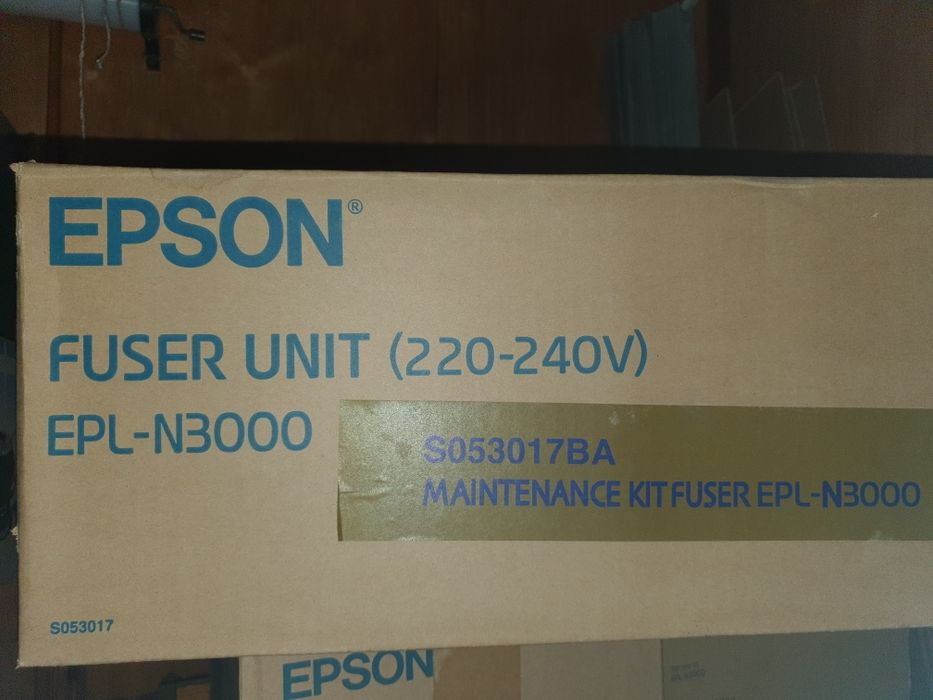 EPSON®
FUSER UNIT (220-240V)
EPL-N3000
S053017BA
MAINTENANCE KIT FUSER EPL-N3000
S053017
EPSON